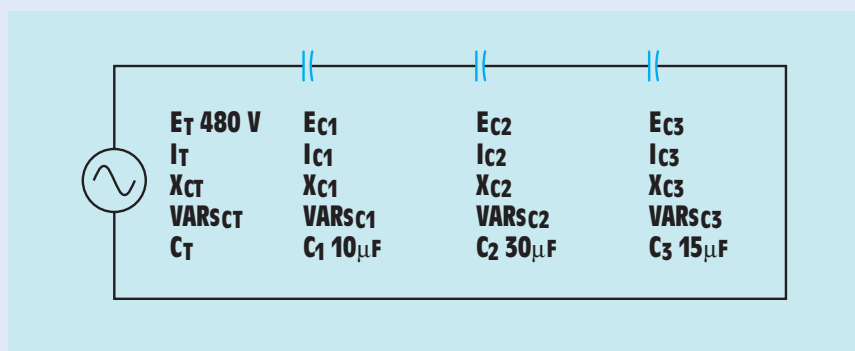 ET 480 V EC1 EC2 EC3
IT IC1 IC2 IC3
XCT XC1 XC2 XC3
VARSCT VARSC1 VARSC2 VARSC3
CT C1 10µF C2 30µF C3 15µF